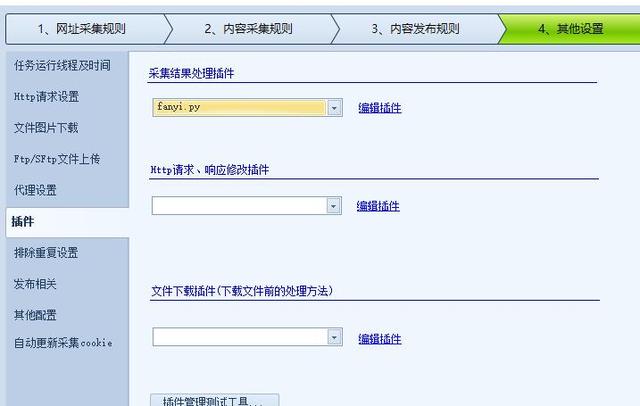 1、网址采集规则
2、内容采集规则
3、内容发布规则
4、其他设置
任务运行线程及时间
Http请求设置
文件图片下载
Ftp/SFtp文件上传
代理设置
插件
排除重复设置
发布相关
其他配置
自动更新采集cookie
采集结果处理插件
fanyi.py
编辑插件
Http请求、响应修改插件
编辑插件
文件下载插件(下载文件前的处理方法)
编辑插件
插件管理测试工具...